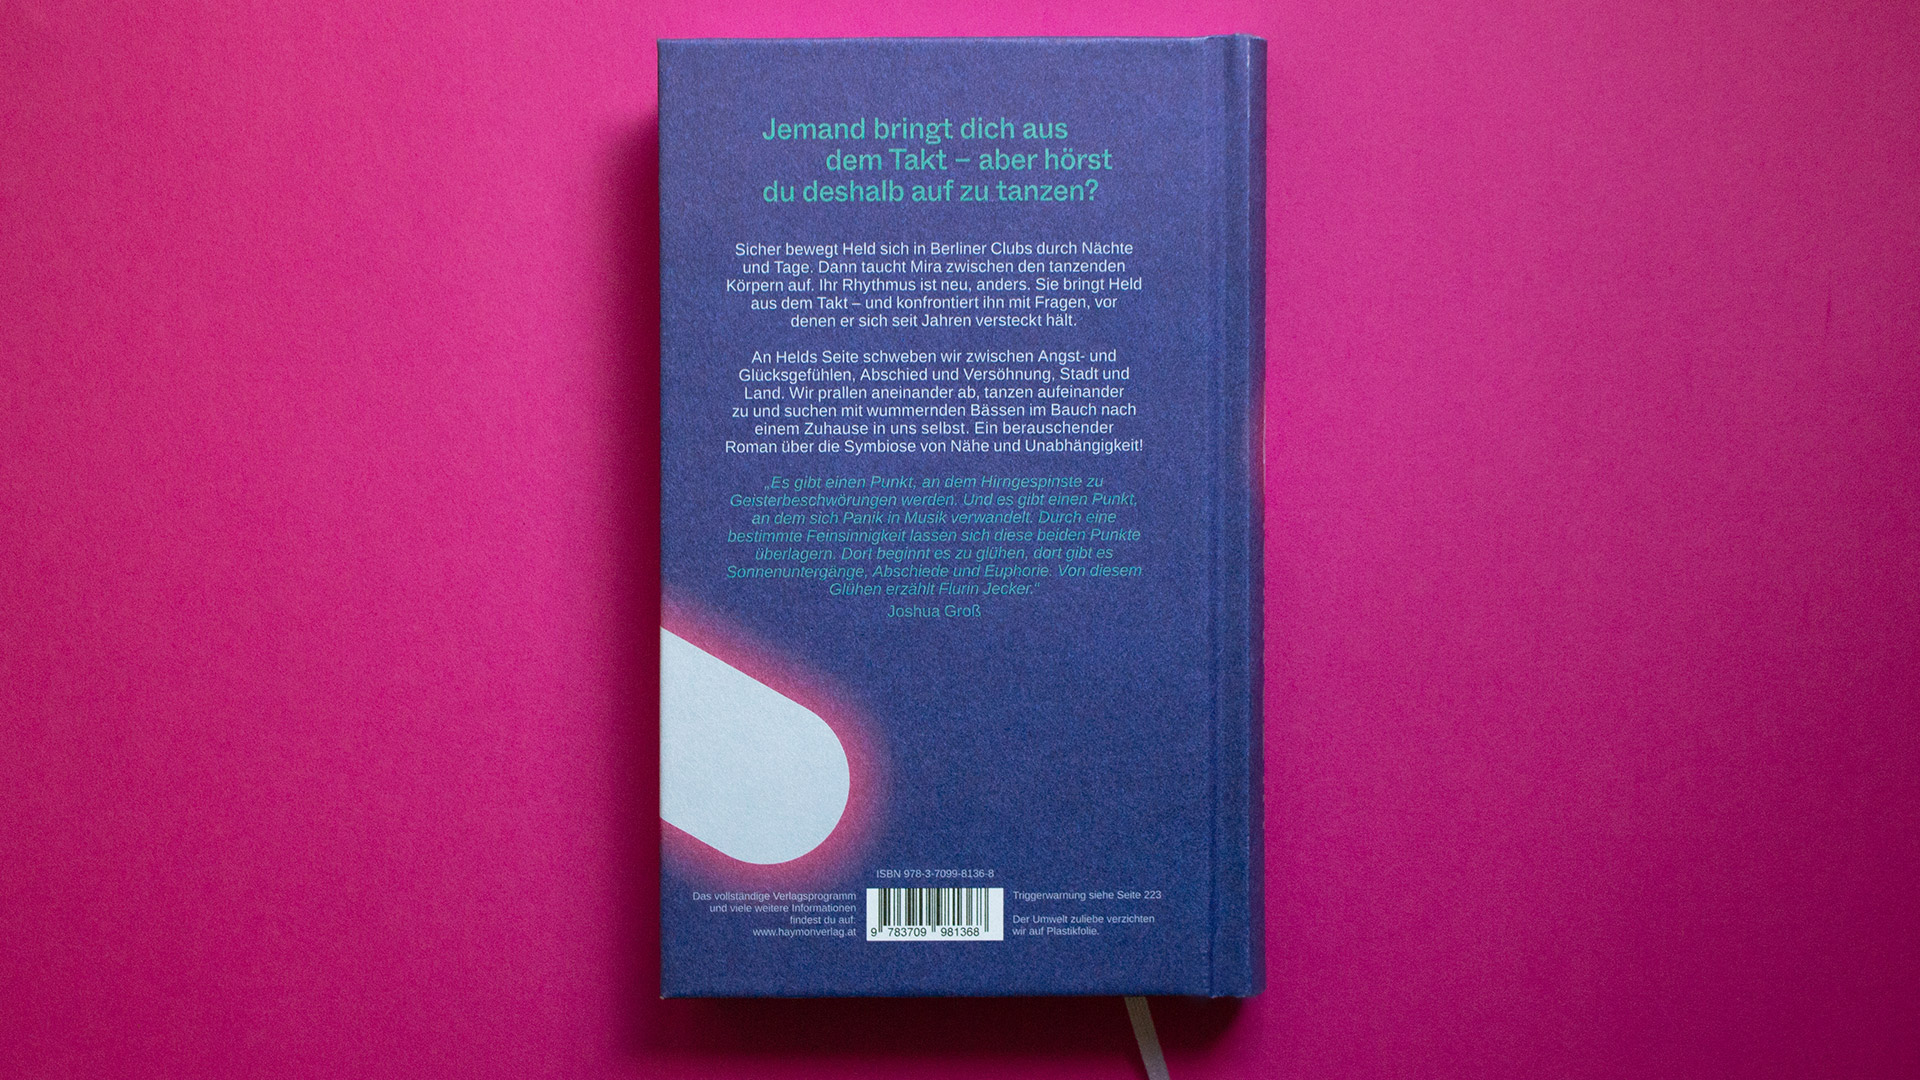 Jemand bringt dich aus
dem Takt – aber hörst
du deshalb auf zu tanzen?
Sicher bewegt Held sich in Berliner Clubs durch Nächte
und Tage. Dann taucht Mira zwischen den tanzenden
Körpern auf. Ihr Rhythmus ist neu, anders. Sie bringt Held
aus dem Takt – und konfrontiert ihn mit Fragen, vor
denen er sich seit Jahren versteckt hält.
An Helds Seite schweben wir zwischen Angst- und
Glücksgefühlen, Abschied und Versöhnung, Stadt und
Land. Wir prallen aneinander ab, tanzen aufeinander
zu und suchen mit wummernden Bässen im Bauch nach
einem Zuhause in uns selbst. Ein berauschender
Roman über die Symbiose von Nähe und Unabhängigkeit!
„Es gibt einen Punkt, an dem Hirngespinste zu
Geisterbeschwörungen werden. Und es gibt einen Punkt,
an dem sich Panik in Musik verwandelt. Durch eine
bestimmte Feinsinnigkeit lassen sich diese beiden Punkte
überlagern. Dort beginnt es zu glühen, dort gibt es
Sonnenuntergänge, Abschiede und Euphorie. Von diesem
Glühen erzählt Flurin Jecker.“
Joshua Groß
ISBN 978-3-7099-8136-8
Das vollständige Verlagsprogramm
und viele weitere Informationen
findest du auf:
www.haymonverlag.at
9 783709 981368
Triggerwarnung siehe Seite 223
Der Umwelt zuliebe verzichten
wir auf Plastikfolie.